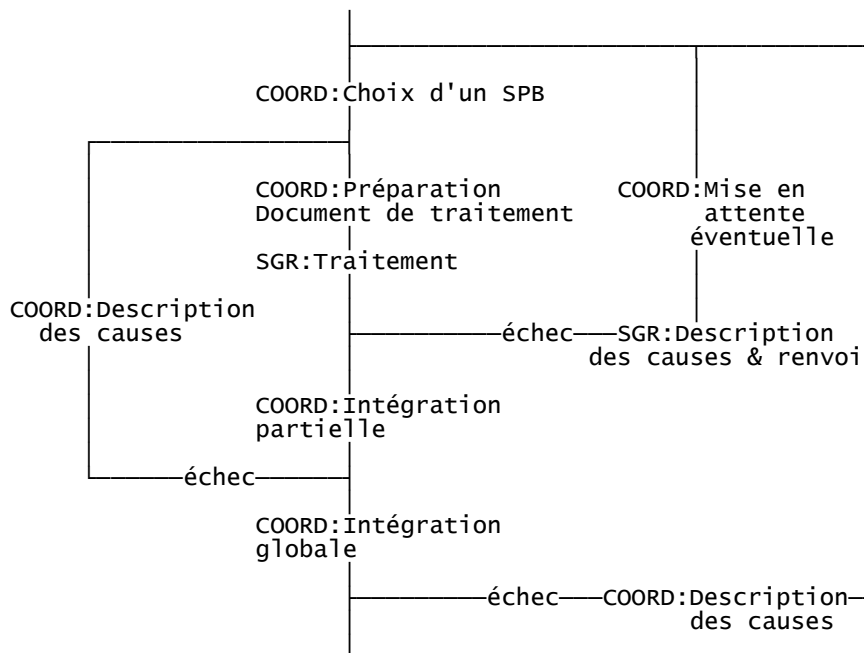 COORD:Choix d'un SPB
COORD:Préparation
Document de traitement
COORD:Mise en
attente
éventuelle
SGR:Traitement
COORD:Description
des causes
échec
SGR:Description
des causes & renvoi
COORD:Intégration
partielle
échec
COORD:Intégration
globale
échec
COORD:Description
des causes